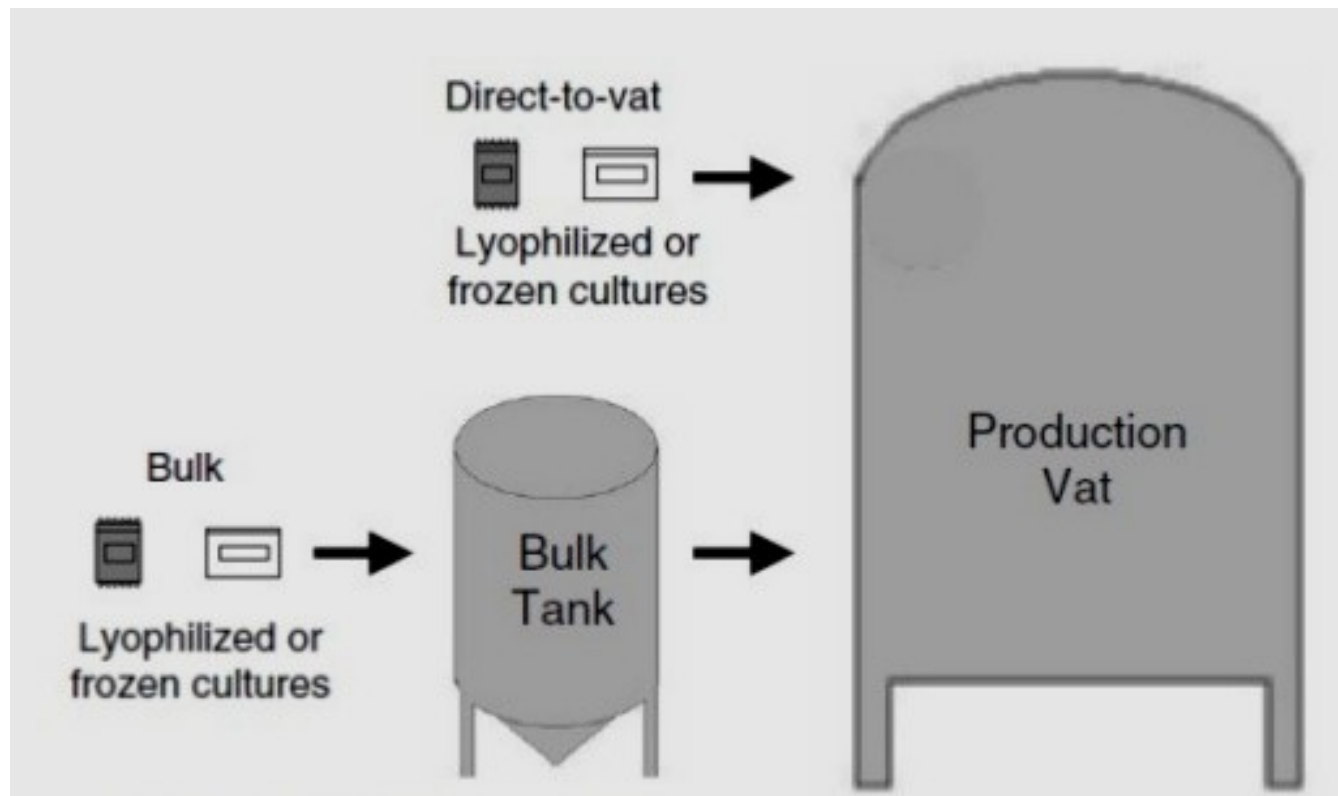 Direct-to-vat
Lyophilized or
frozen cultures
Bulk
Lyophilized or
frozen cultures
Bulk
Tank
Production
Vat